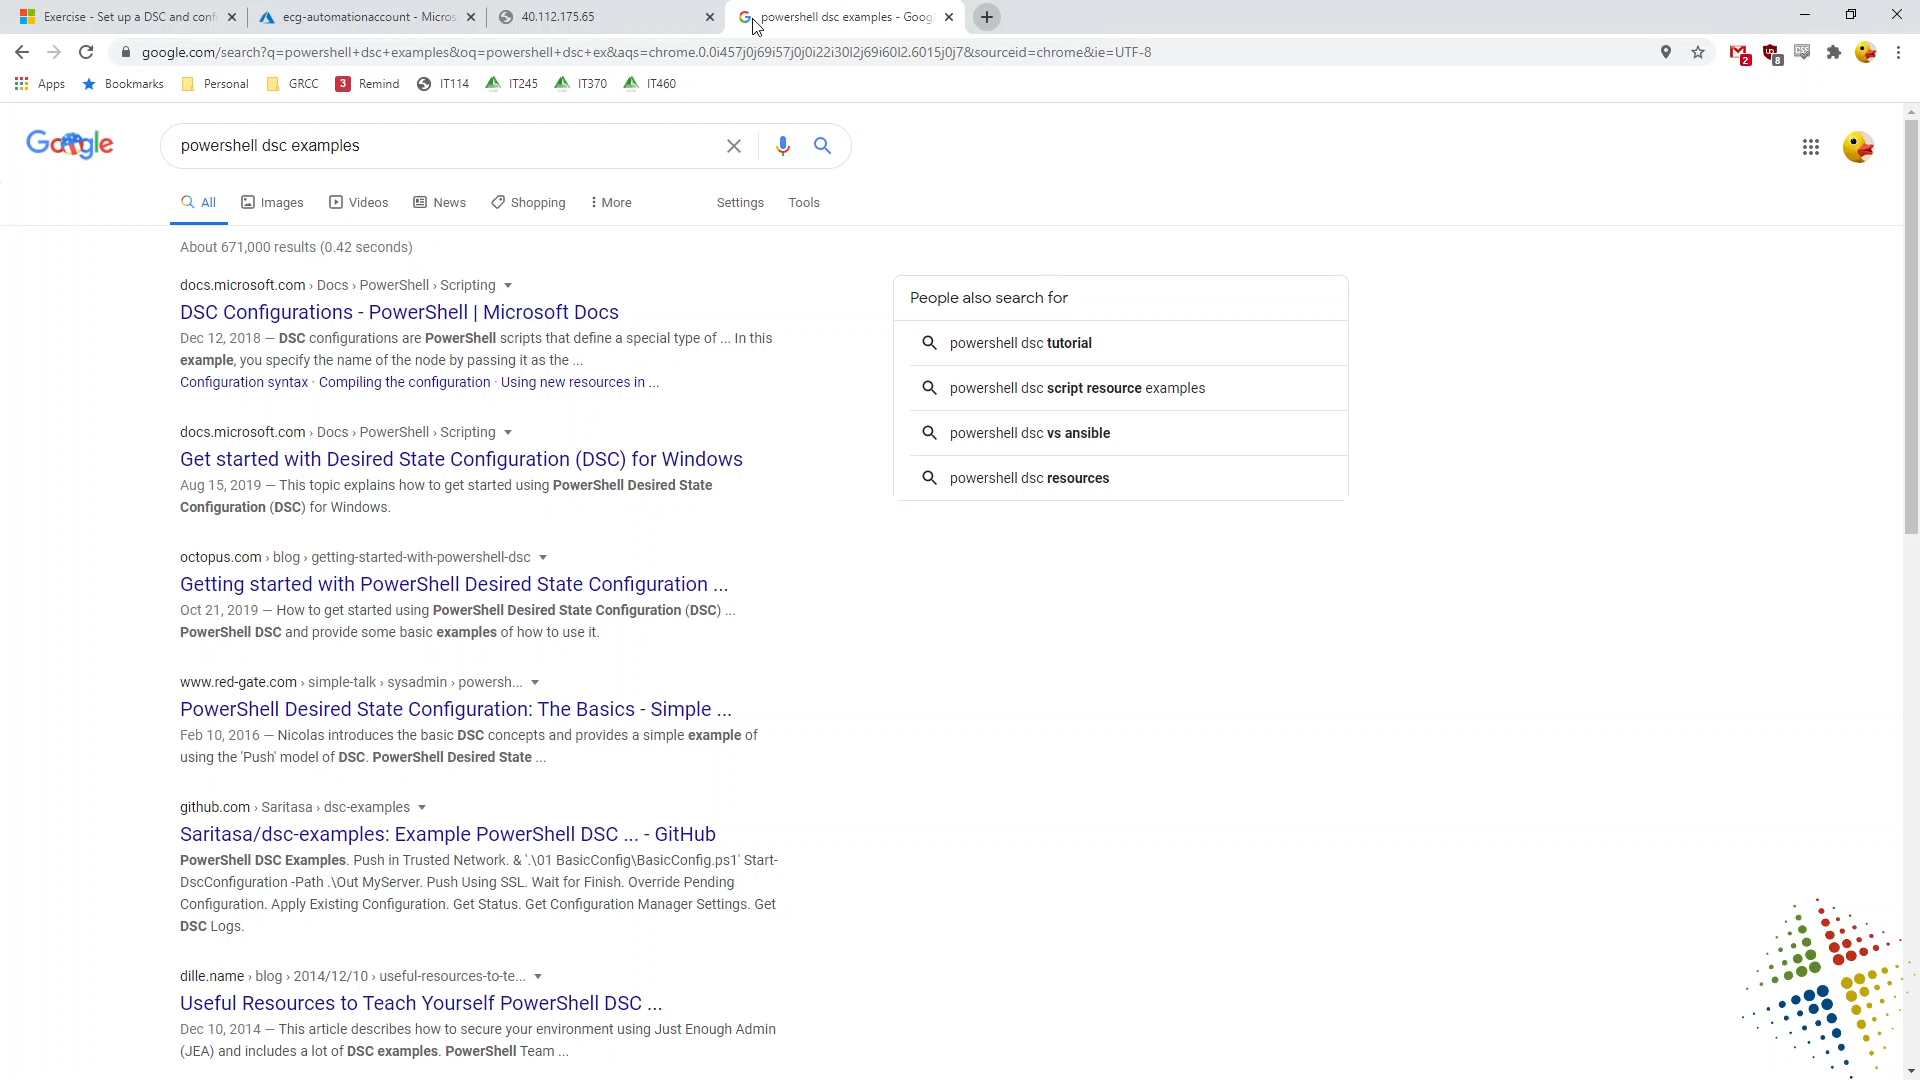 Exercise - Set up a DSC and conf
ecg-automationaccount - Micros
40.112.175.65
powershell dsc examples - Goog
google.com/search?q=powershell+dsc+examples&oq=powershell+dsc+ex&aqs=chrome.0.0i457j0j69i57j0j0i22i30l2j69i60l2.6015j0j7&sourceid=chrome&ie=UTF-8
2
8
Apps
Bookmarks
Personal
GRCC
3
Remind
IT114
IT245
IT370
IT460
Google
powershell dsc examples
All
Images
Videos
News
Shopping
More
Settings
Tools
About 671,000 results (0.42 seconds)
docs.microsoft.com › Docs › PowerShell › Scripting
DSC Configurations - PowerShell | Microsoft Docs
Dec 12, 2018 — DSC configurations are PowerShell scripts that define a special type of ... In this
example, you specify the name of the node by passing it as the ...
Configuration syntax · Compiling the configuration · Using new resources in ...
docs.microsoft.com › Docs › PowerShell › Scripting
Get started with Desired State Configuration (DSC) for Windows
Aug 15, 2019 — This topic explains how to get started using PowerShell Desired State
Configuration (DSC) for Windows.
octopus.com › blog › getting-started-with-powershell-dsc
Getting started with PowerShell Desired State Configuration ...
Oct 21, 2019 — How to get started using PowerShell Desired State Configuration (DSC) ...
PowerShell DSC and provide some basic examples of how to use it.
www.red-gate.com › simple-talk › sysadmin › powersh...
PowerShell Desired State Configuration: The Basics - Simple ...
Feb 10, 2016 — Nicolas introduces the basic DSC concepts and provides a simple example of
using the 'Push' model of DSC. PowerShell Desired State ...
github.com › Saritasa › dsc-examples
Saritasa/dsc-examples: Example PowerShell DSC ... - GitHub
PowerShell DSC Examples. Push in Trusted Network. & '.\01 BasicConfig\BasicConfig.ps1' Start-
DscConfiguration -Path .\Out MyServer. Push Using SSL. Wait for Finish. Override Pending
Configuration. Apply Existing Configuration. Get Status. Get Configuration Manager Settings. Get
DSC Logs.
dille.name › blog › 2014/12/10 › useful-resources-to-te...
Useful Resources to Teach Yourself PowerShell DSC ...
Dec 10, 2014 — This article describes how to secure your environment using Just Enough Admin
(JEA) and includes a lot of DSC examples. PowerShell Team ...
People also search for
powershell dsc tutorial
powershell dsc script resource examples
powershell dsc vs ansible
powershell dsc resources